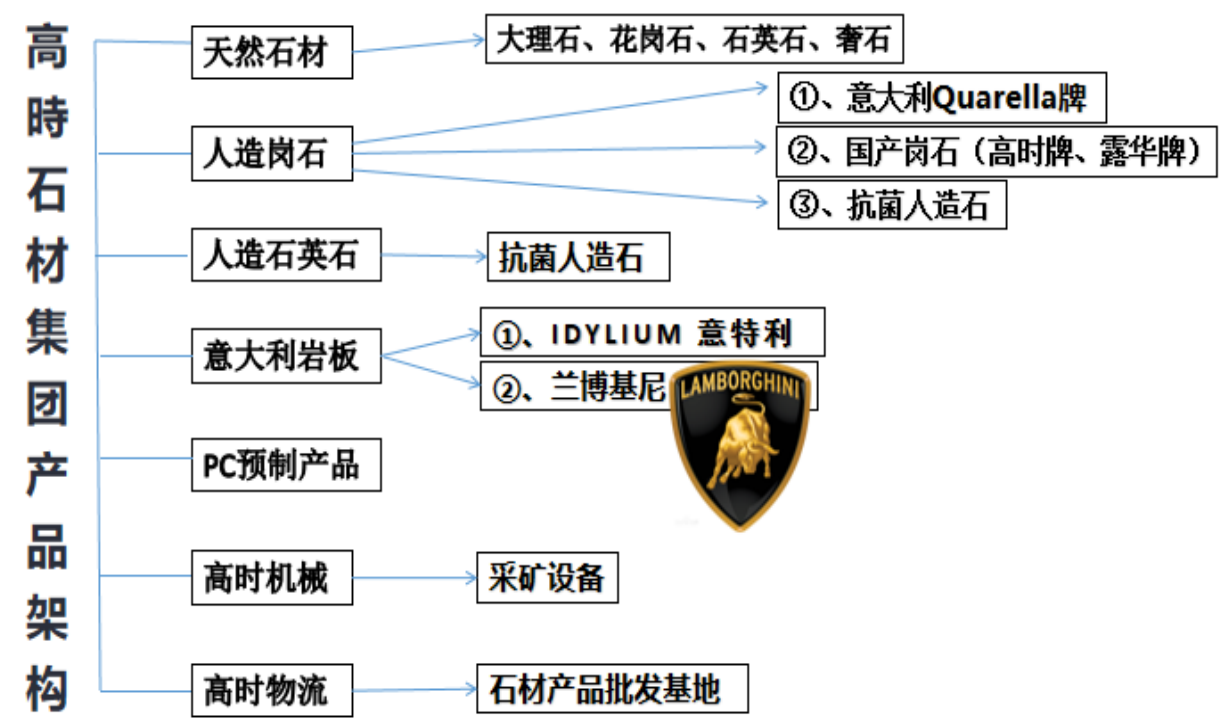 高時石材集团产品架构
天然石材
大理石、花岗石、石英石、奢石
人造岗石
①、意大利Quarella牌
②、国产岗石（高时牌、露华牌）
③、抗菌人造石
人造石英石
抗菌人造石
意大利岩板
①、IDYLIUM 意特利
②、兰博基尼
LAMBORGHINI
PC预制产品
高时机械
采矿设备
高时物流
石材产品批发基地